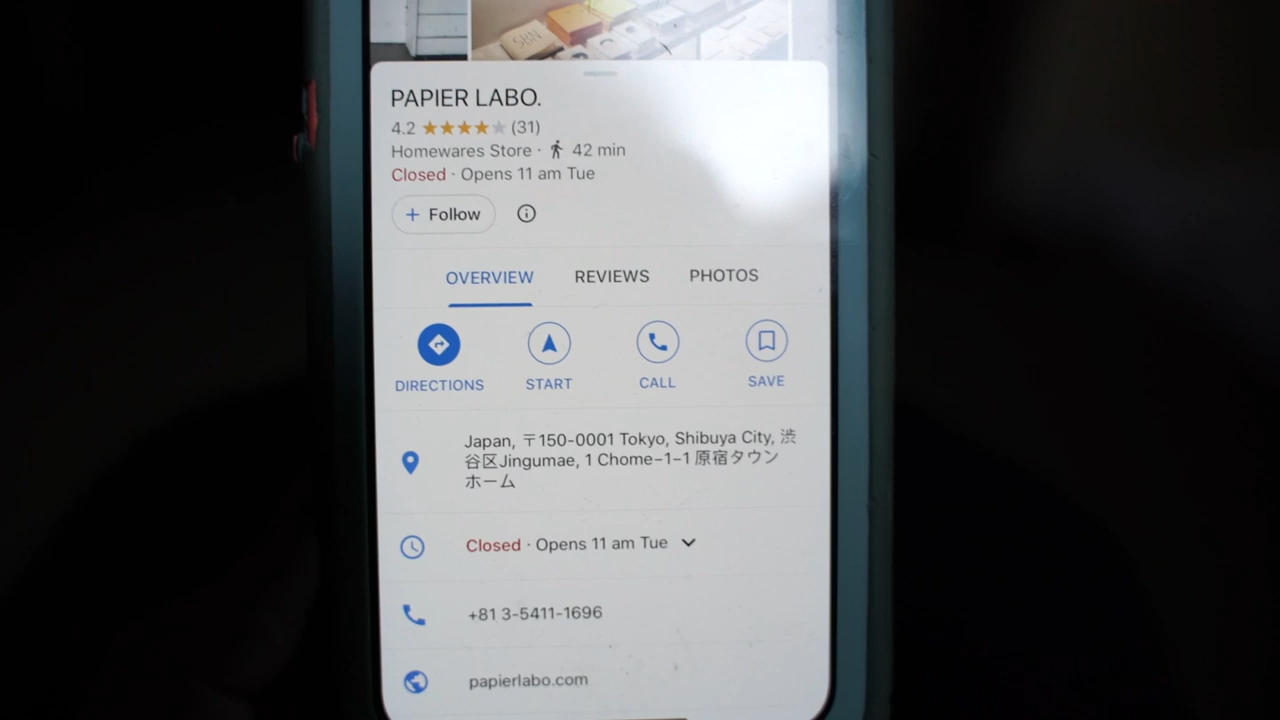 SBN
PAPIER LABO.
4.2 (31)
Homewares Store · 42 min
Closed · Opens 11 am Tue
+ Follow
OVERVIEW REVIEWS PHOTOS
DIRECTIONS START CALL SAVE
Japan, 〒150-0001 Tokyo, Shibuya City, 渋
谷区Jingumae, 1 Chome−1−1 原宿タウン
ホーム
Closed · Opens 11 am Tue
+81 3-5411-1696
papierlabo.com